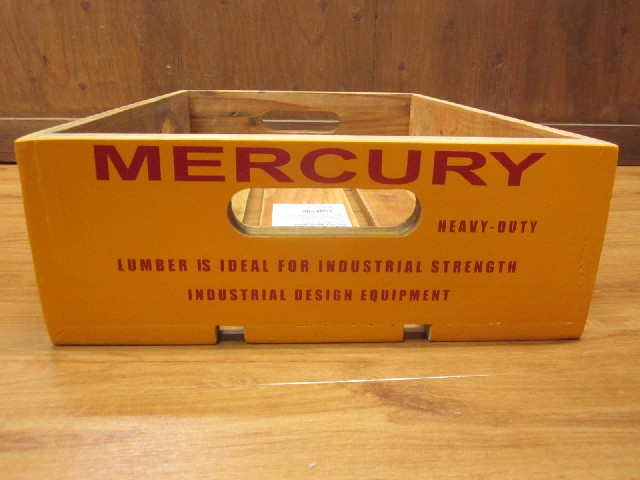 MERCURY
HEAVY-DUTY
LUMBER IS IDEAL FOR INDUSTRIAL STRENGTH
INDUSTRIAL DESIGN EQUIPMENT